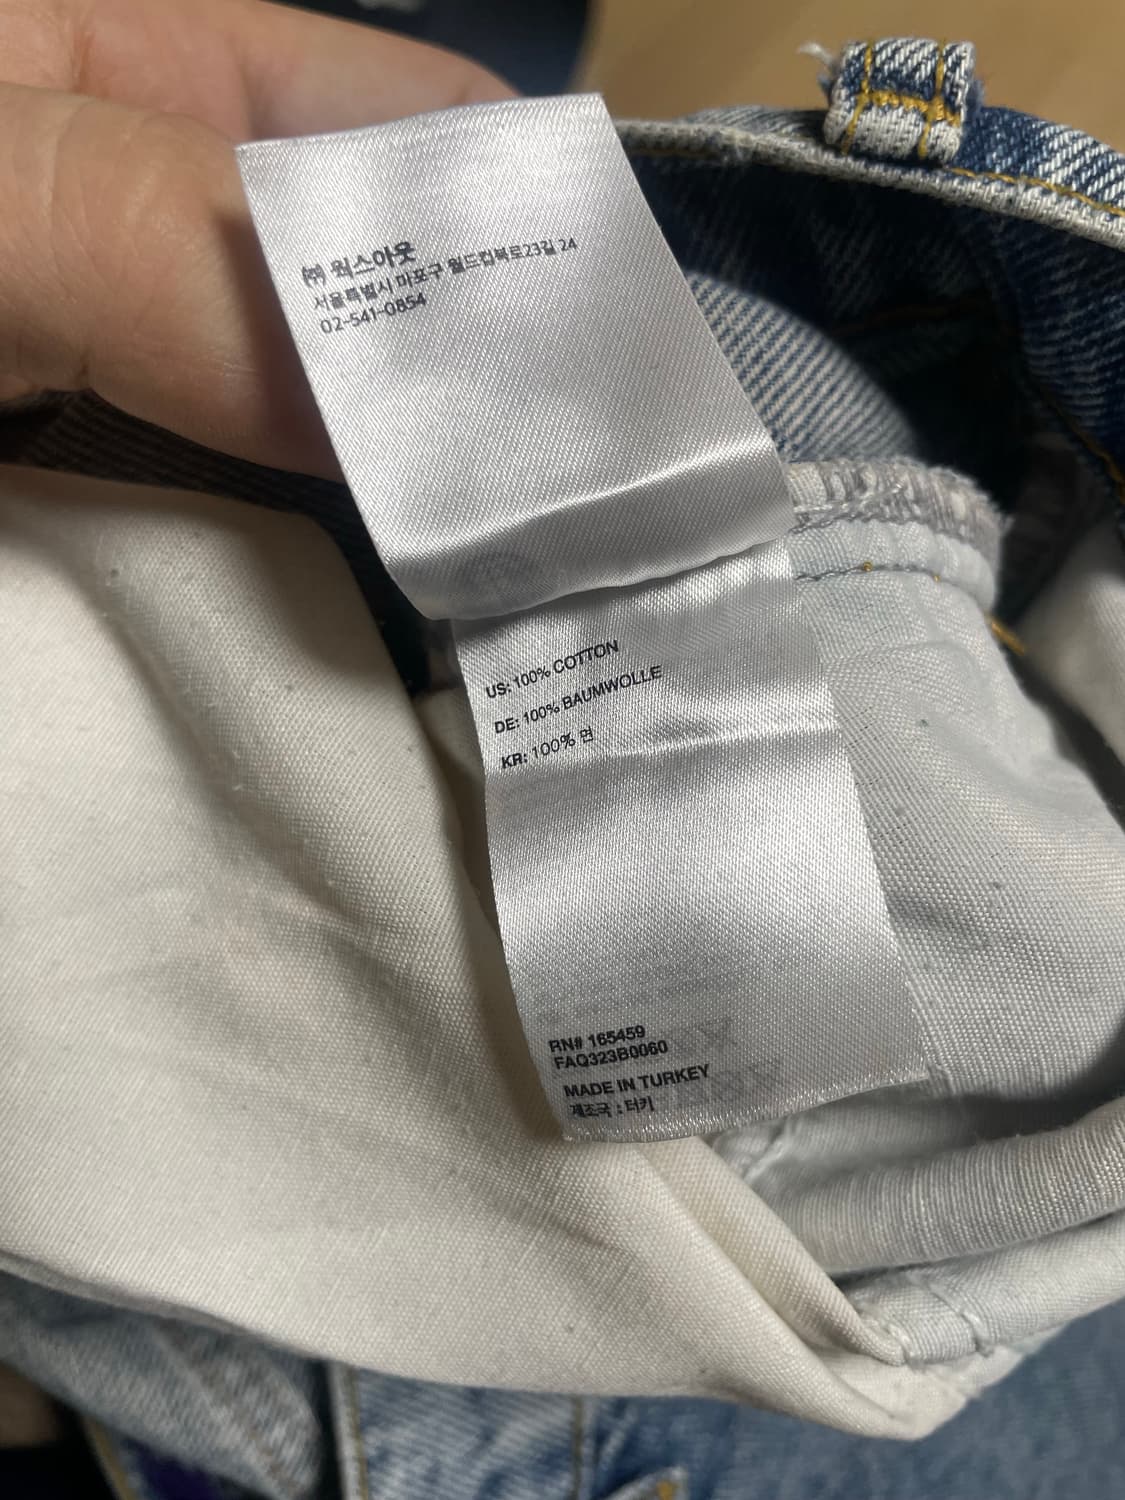 ㈜ 웍스아웃
서울특별시 마포구 월드컵북로23길 24
02-541-0854
US: 100% COTTON
DE: 100% BAUMWOLLE
KR: 100% 면
RN# 165459
FAQ323B0060
MADE IN TURKEY
제조국 : 터키